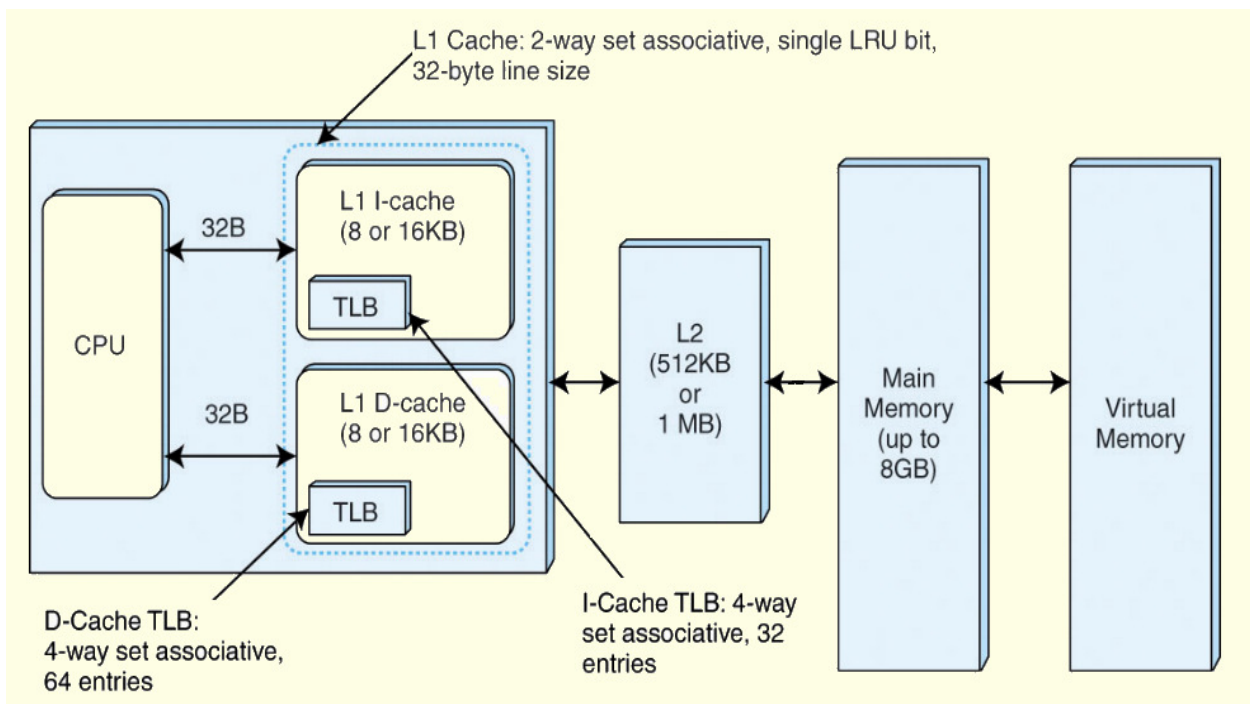 L1 Cache: 2-way set associative, single LRU bit,
32-byte line size
CPU
32B
32B
L1 I-cache
(8 or 16KB)
TLB
L1 D-cache
(8 or 16KB)
TLB
L2
(512KB
or
1 MB)
Main
Memory
(up to
8GB)
Virtual
Memory
D-Cache TLB:
4-way set associative,
64 entries
I-Cache TLB: 4-way
set associative, 32
entries